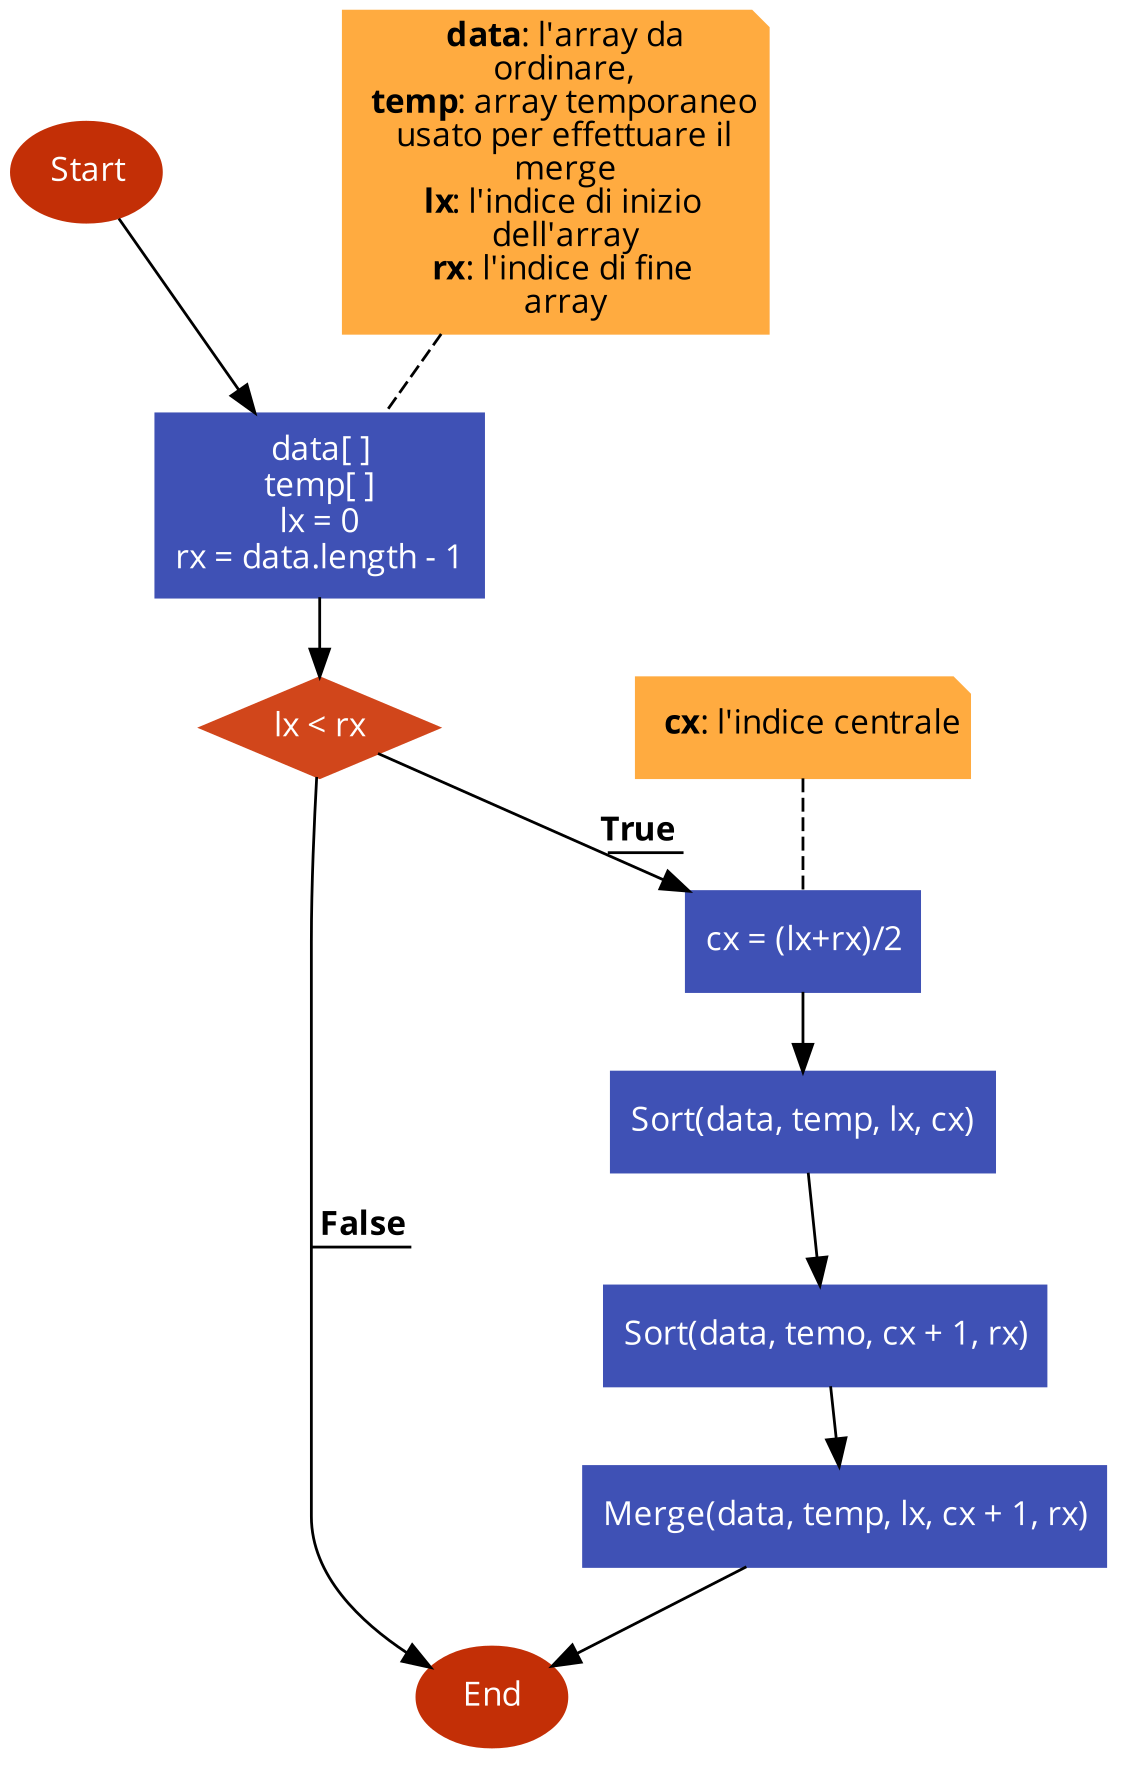 data: l'array da
ordinare,
temp: array temporaneo
usato per effettuare il
merge
lx: l'indice di inizio
dell'array
rx: l'indice di fine
array
Start
data[ ]
temp[ ]
lx = 0
rx = data.length - 1
lx < rx
cx: l'indice centrale
True
cx = (lx+rx)/2
Sort(data, temp, lx, cx)
False
Sort(data, temo, cx + 1, rx)
Merge(data, temp, lx, cx + 1, rx)
End